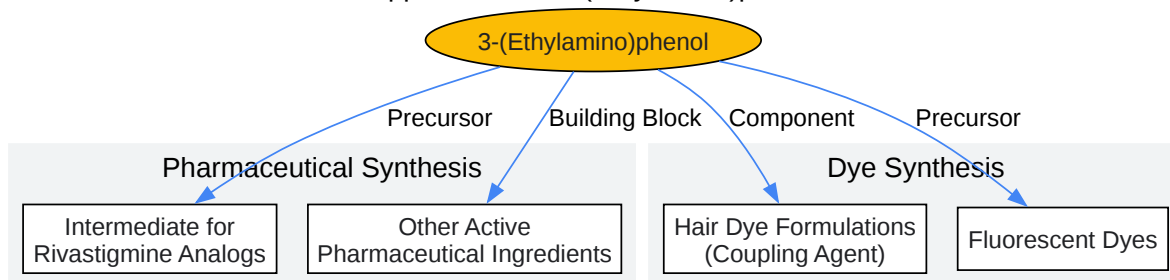 3-(Ethylamino)phenol
Precursor
Building Block
Component
Precursor
Pharmaceutical Synthesis
Dye Synthesis
Intermediate for
Rivastigmine Analogs
Other Active
Pharmaceutical Ingredients
Hair Dye Formulations
(Coupling Agent)
Fluorescent Dyes